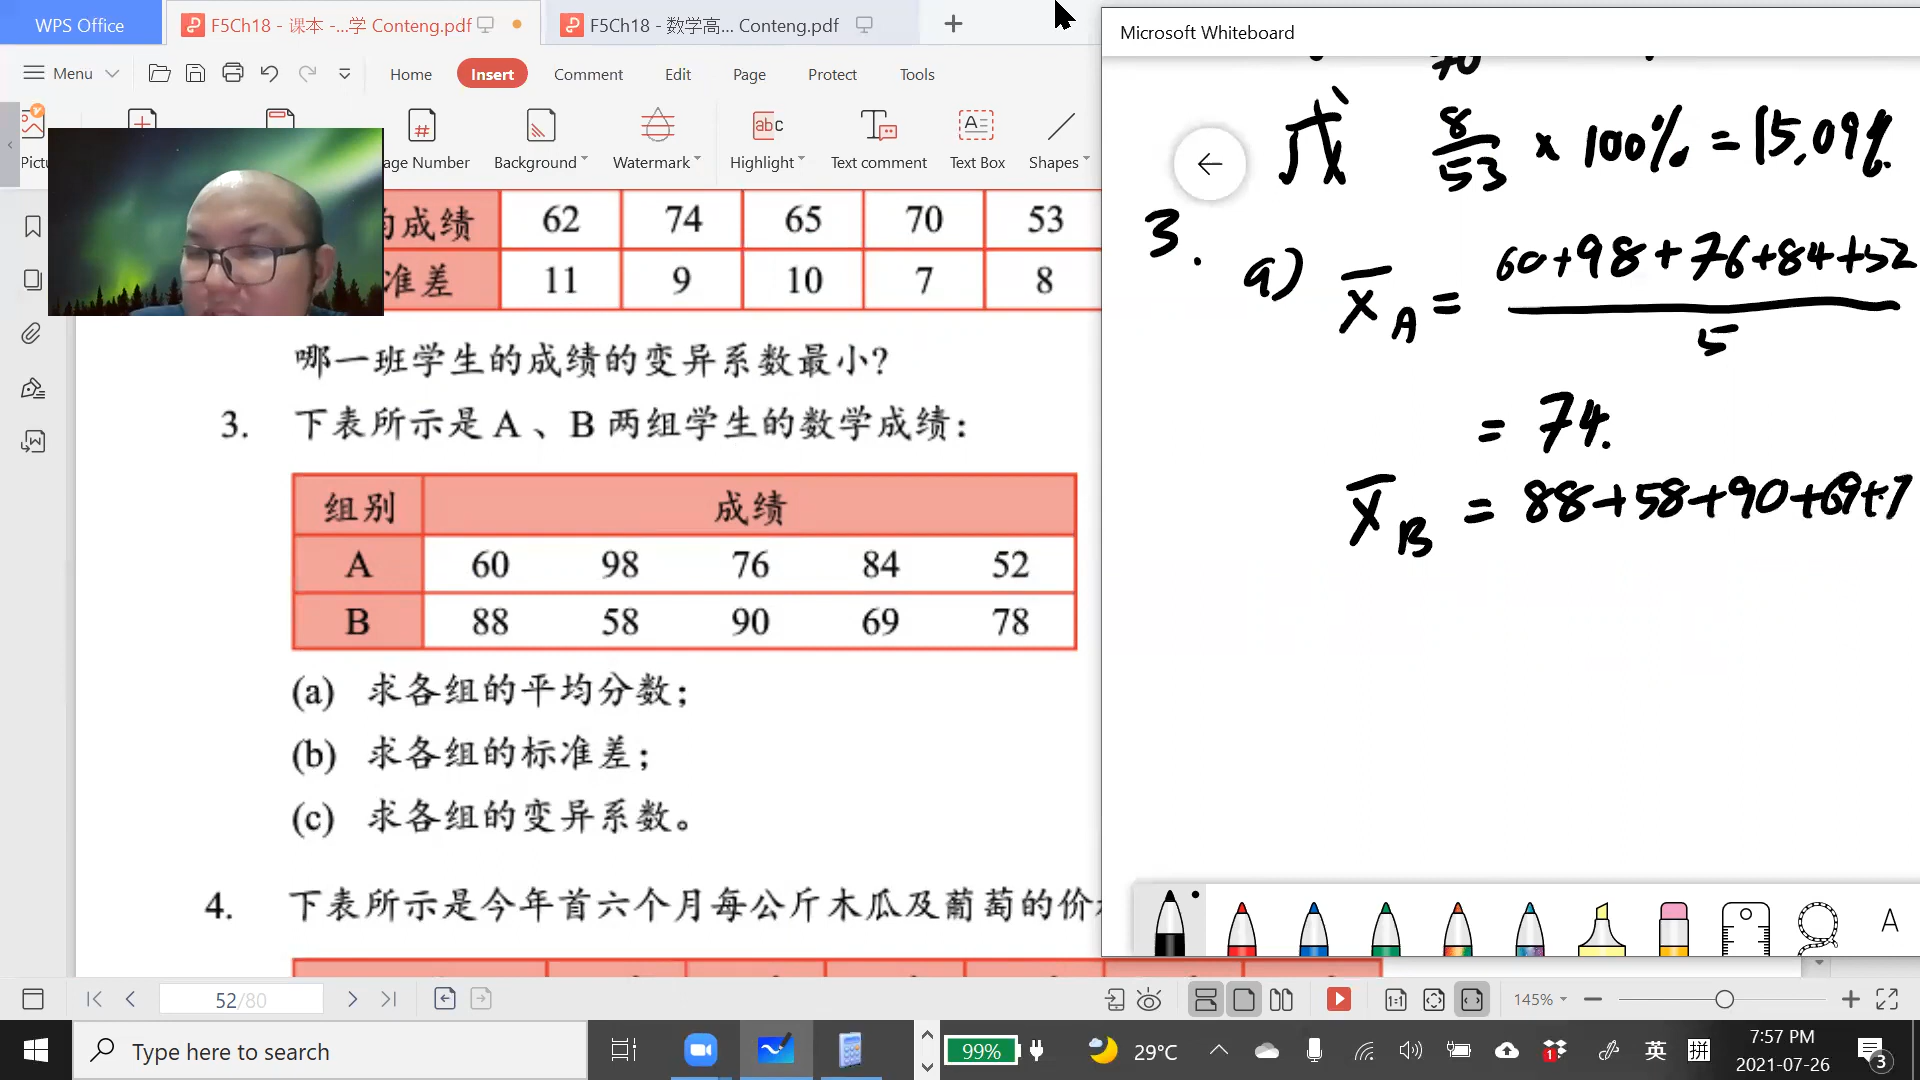 WPS Office
F5Ch18 - 课本 -...学 Conteng.pdf
F5Ch18 - 数学高... Conteng.pdf
Menu
Home
Insert
Comment
Edit
Page
Protect
Tools
Background
Watermark
Highlight
Text comment
Text Box
Shapes
成绩 62 74 65 70 53
准差 11 9 10 7 8
哪一班学生的成绩的变异系数最小?
3. 下表所示是 A 、B 两组学生的数学成绩：
组别 成绩
A 60 98 76 84 52
B 88 58 90 69 78
(a) 求各组的平均分数；
(b) 求各组的标准差；
(c) 求各组的变异系数。
4. 下表所示是今年首六个月每公斤木瓜及葡萄的价
Microsoft Whiteboard
8/53 x 100% = 15.09%
3.
a) x̄A = (60+98+76+84+52)/5
= 74.
x̄B = 88+58+90+69+7
A
52/80
145%
Type here to search
99%
29°C
英
拼
7:57 PM
2021-07-26
3